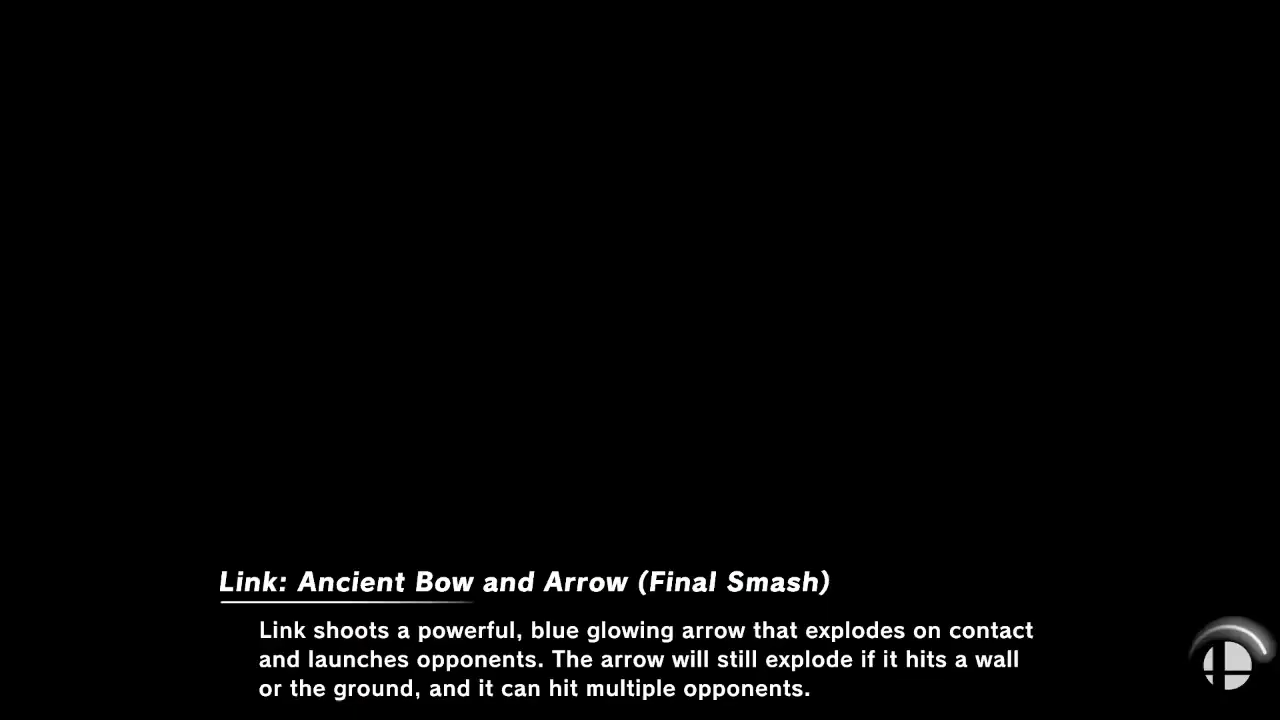 Link: Ancient Bow and Arrow (Final Smash)
Link shoots a powerful, blue glowing arrow that explodes on contact
and launches opponents. The arrow will still explode if it hits a wall
or the ground, and it can hit multiple opponents.